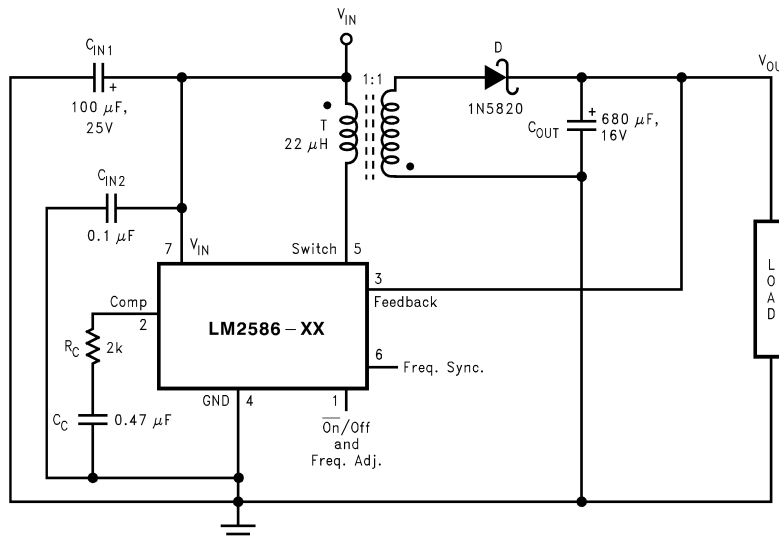 V_IN
C_IN1
+
100 μF,
25V
1:1
D
1N5820
V_OU
T
22 μH
C_OUT
+
680 μF,
16V
C_IN2
0.1 μF
7
V_IN
Switch
5
3
Feedback
Comp
2
LM2586–XX
6
Freq. Sync.
R_C
2k
GND
4
1
C_C
0.47 μF
On/Off
and
Freq. Adj.
LOAD